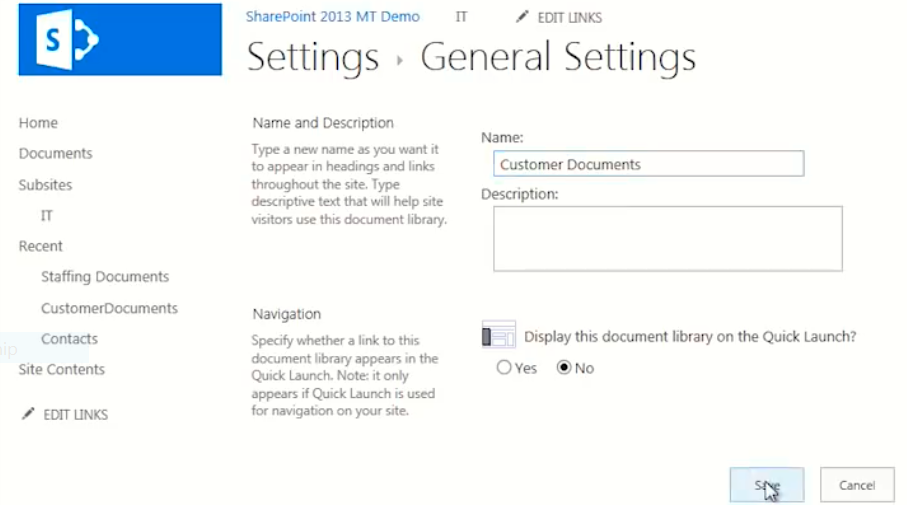 S
SharePoint 2013 MT Demo IT EDIT LINKS
Settings › General Settings
Home
Documents
Subsites
IT
Recent
Staffing Documents
CustomerDocuments
Contacts
Site Contents
EDIT LINKS
Name and Description
Type a new name as you want it
to appear in headings and links
throughout the site. Type
descriptive text that will help site
visitors use this document library.
Name:
Customer Documents
Description:
Navigation
Specify whether a link to this
document library appears in the
Quick Launch. Note: it only
appears if Quick Launch is used
for navigation on your site.
Display this document library on the Quick Launch?
Yes No
Save Cancel